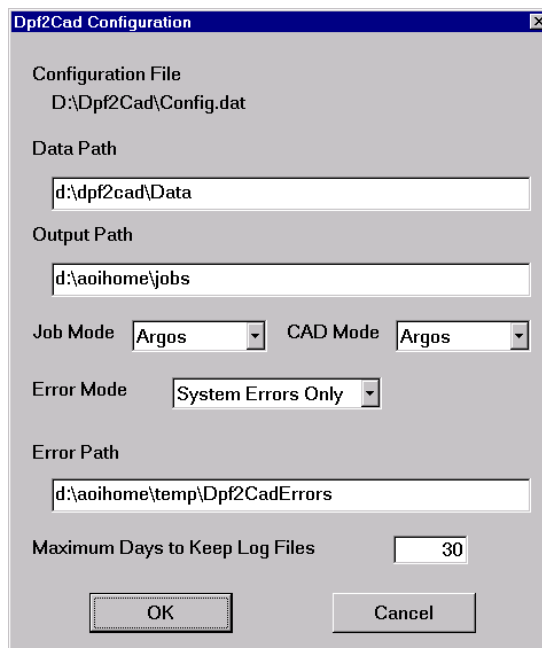 Dpf2Cad Configuration
Configuration File
D:\Dpf2Cad\Config.dat
Data Path
d:\dpf2cad\Data
Output Path
d:\aoihome\jobs
Job Mode Argos CAD Mode Argos
Error Mode System Errors Only
Error Path
d:\aoihome\temp\Dpf2CadErrors
Maximum Days to Keep Log Files 30
OK Cancel